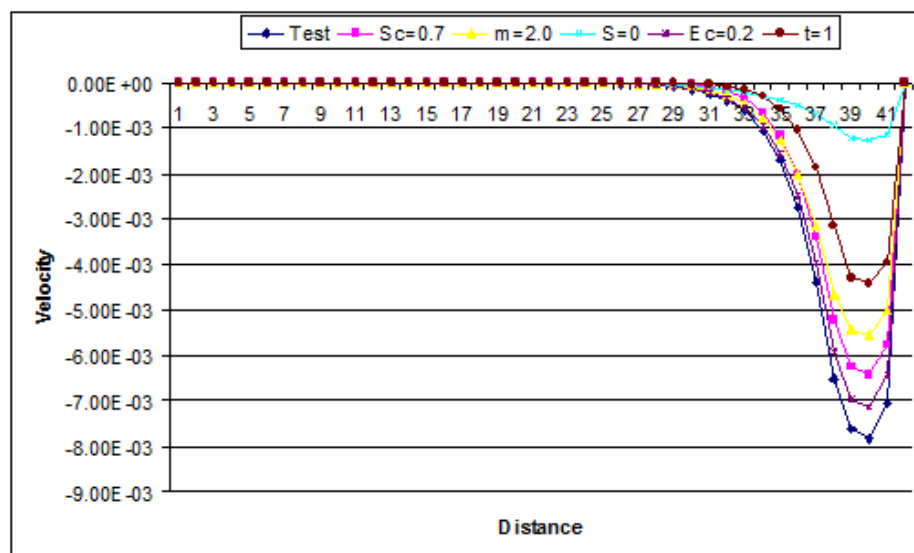 Test Sc=0.7 m=2.0 S=0 Ec=0.2 t=1
0.00E+00
1 3 5 7 9 11 13 15 17 19 21 23 25 27 29 31 33 35 37 39 41
-1.00E-03
-2.00E-03
-3.00E-03
-4.00E-03
-5.00E-03
-6.00E-03
-7.00E-03
-8.00E-03
-9.00E-03
Velocity
Distance